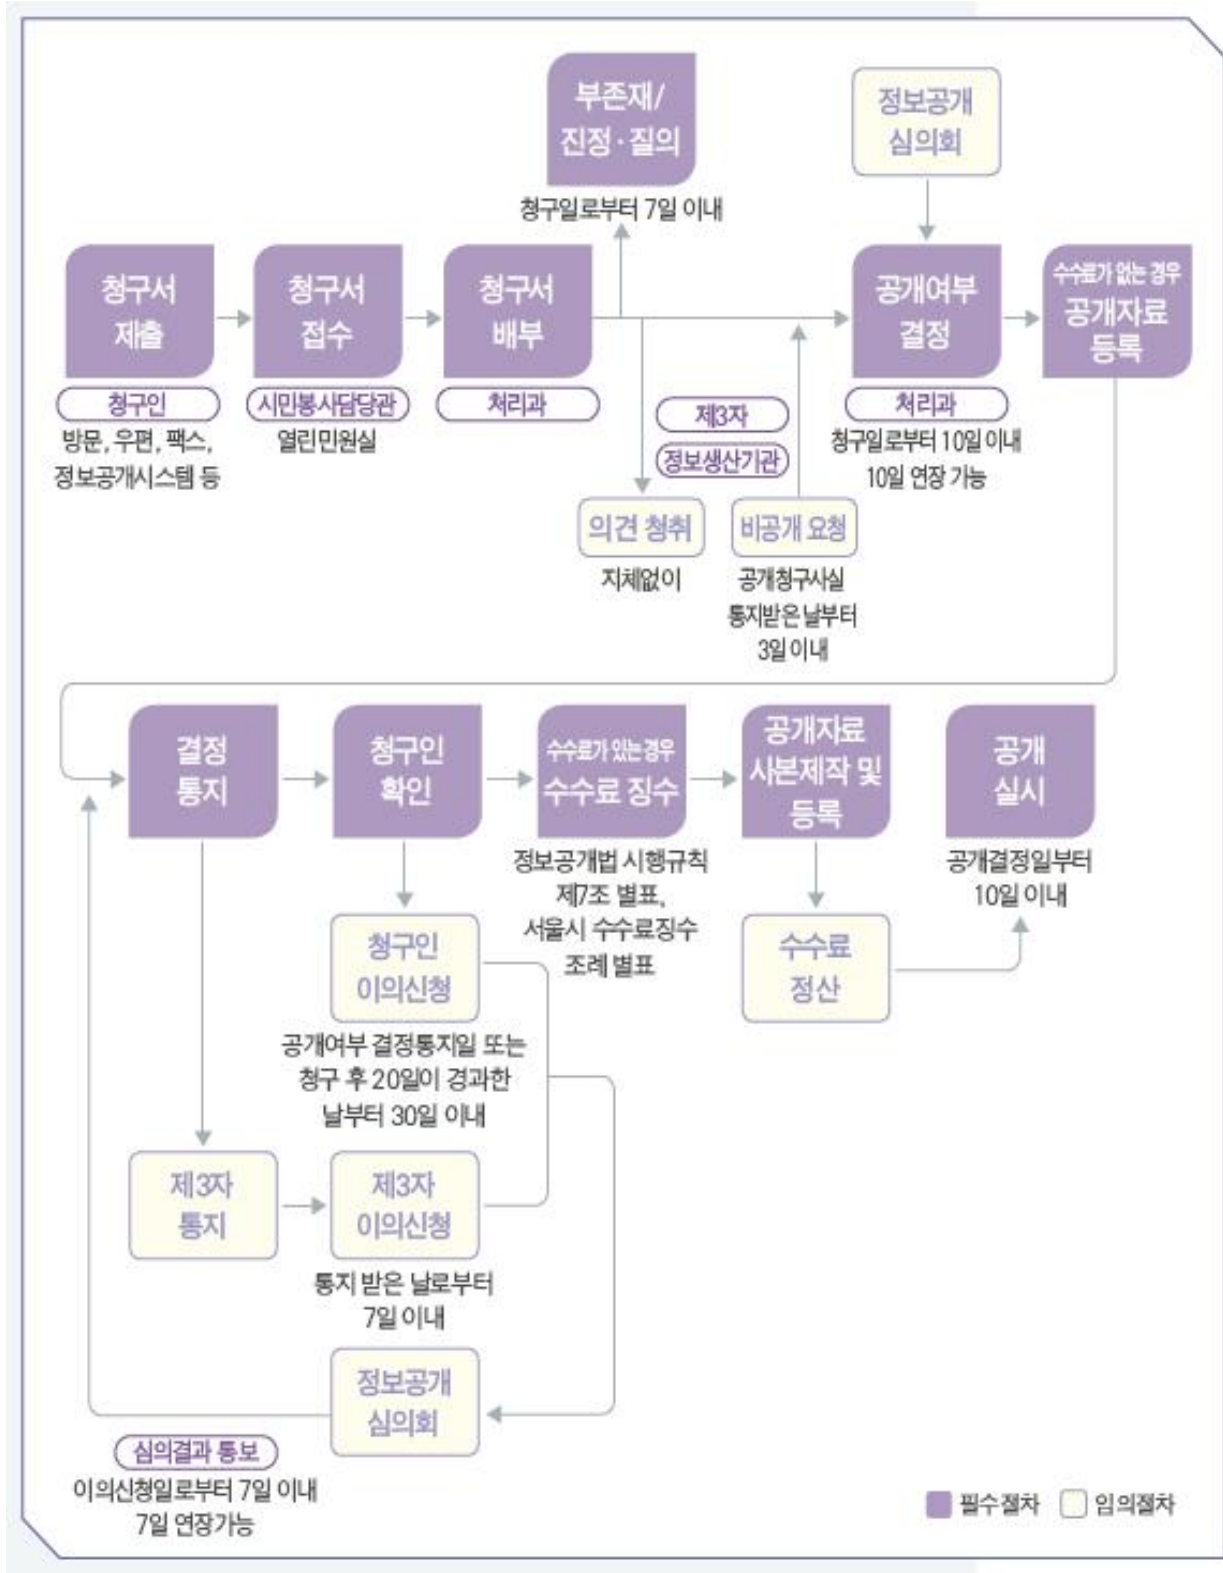 부존재/
진정·질의
청구일로부터 7일 이내
정보공개
심의회
청구서
제출
청구인
방문, 우편, 팩스,
정보공개시스템 등
청구서
접수
시민봉사담당관
열린민원실
청구서
배부
처리과
제3자
정보생산기관
의견 청취
지체없이
비공개 요청
공개청구사실
통지받은 날부터
3일 이내
공개여부
결정
처리과
청구일로부터 10일 이내
10일 연장 가능
수수료가 없는 경우
공개자료
등록
결정
통지
청구인
확인
수수료가 있는 경우
수수료 징수
정보공개법 시행규칙
제7조 별표,
서울시 수수료징수
조례 별표
공개자료
사본제작 및
등록
공개
실시
공개결정일부터
10일 이내
청구인
이의신청
공개여부 결정통지일 또는
청구 후 20일이 경과한
날부터 30일 이내
수수료
정산
제3자
통지
제3자
이의신청
통지 받은 날로부터
7일 이내
정보공개
심의회
심의결과 통보
이의신청일로부터 7일 이내
7일 연장가능
필수절차
임의절차